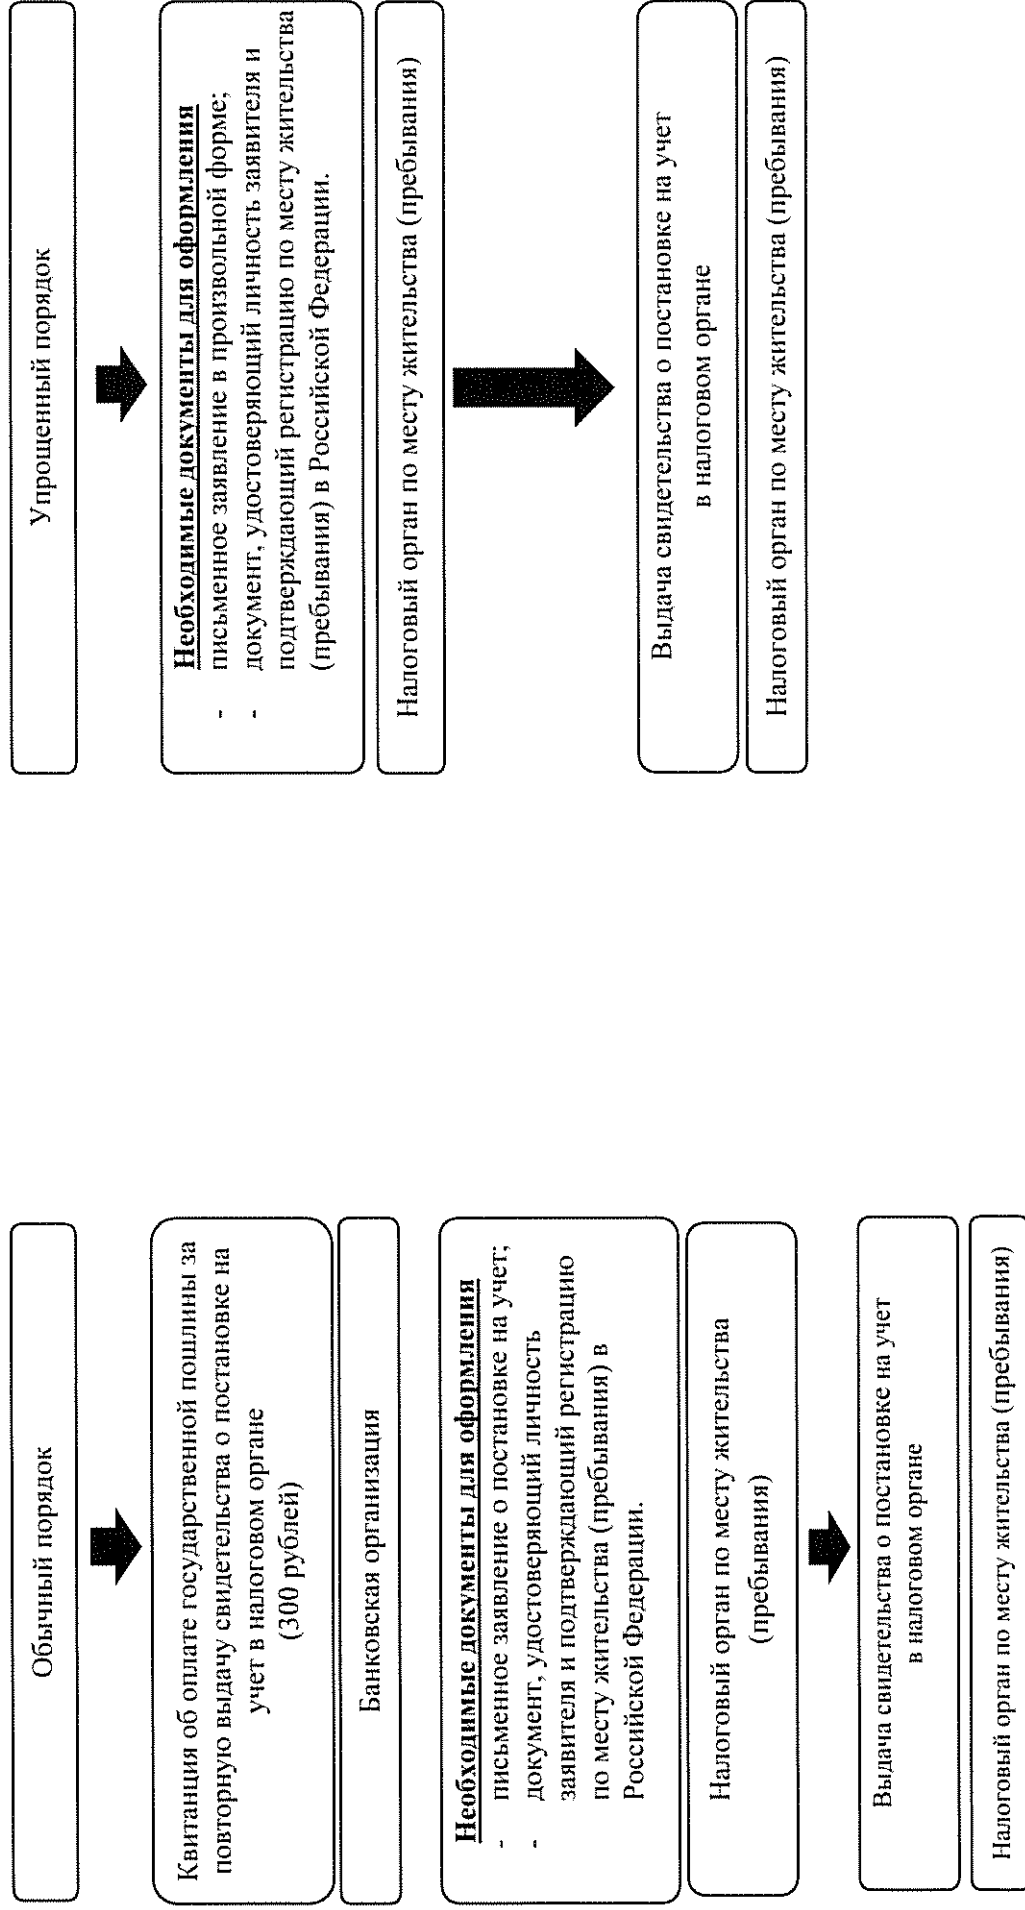 Обычный порядок
Квитанция об оплате государственной пошлины за
повторную выдачу свидетельства о постановке на
учет в налоговом органе
(300 рублей)
Банковская организация
Необходимые документы для оформления
- письменное заявление о постановке на учет;
- документ, удостоверяющий личность
заявителя и подтверждающий регистрацию
по месту жительства (пребывания) в
Российской Федерации.
Налоговый орган по месту жительства
(пребывания)
Выдача свидетельства о постановке на учет
в налоговом органе
Налоговый орган по месту жительства (пребывания)
Упрощенный порядок
Необходимые документы для оформления
- письменное заявление в произвольной форме;
- документ, удостоверяющий личность заявителя и
подтверждающий регистрацию по месту жительства
(пребывания) в Российской Федерации.
Налоговый орган по месту жительства (пребывания)
Выдача свидетельства о постановке на учет
в налоговом органе
Налоговый орган по месту жительства (пребывания)